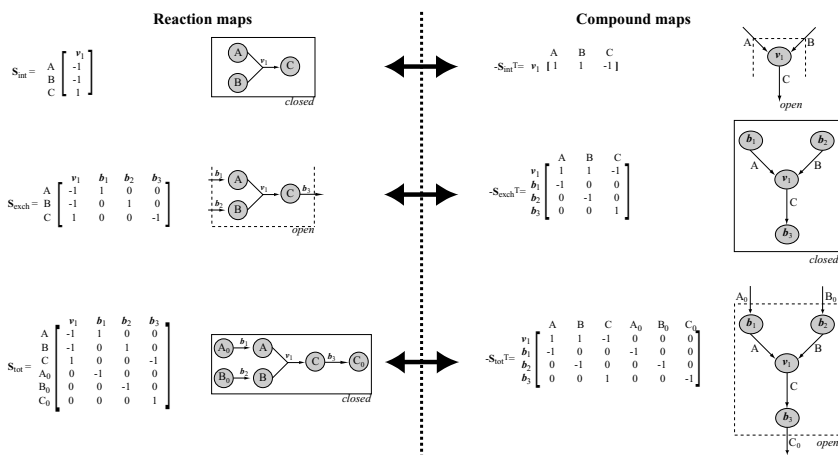 Reaction maps
Compound maps
v1
S_int =
A -1
B -1
C 1
A
B
v1
C
closed
A B C
-S_int^T= v1 [ 1 1 -1 ]
A
B
v1
C
open
v1 b1 b2 b3
A -1 1 0 0
S_exch= B -1 0 1 0
C 1 0 0 -1
b1
A
v1
C
b3
b2
B
open
A B C
v1 1 1 -1
-S_exch^T= b1 -1 0 0
b2 0 -1 0
b3 0 0 1
b1
b2
A
B
v1
C
b3
closed
v1 b1 b2 b3
A -1 1 0 0
B -1 0 1 0
S_tot= C 1 0 0 -1
A0 0 -1 0 0
B0 0 0 -1 0
C0 0 0 0 1
A0
b1
A
v1
C
b3
C0
B0
b2
B
closed
A B C A0 B0 C0
v1 1 1 -1 0 0 0
-S_tot^T= b1 -1 0 0 -1 0 0
b2 0 -1 0 0 -1 0
b3 0 0 1 0 0 -1
A0
B0
b1
b2
A
B
v1
C
b3
C0
open